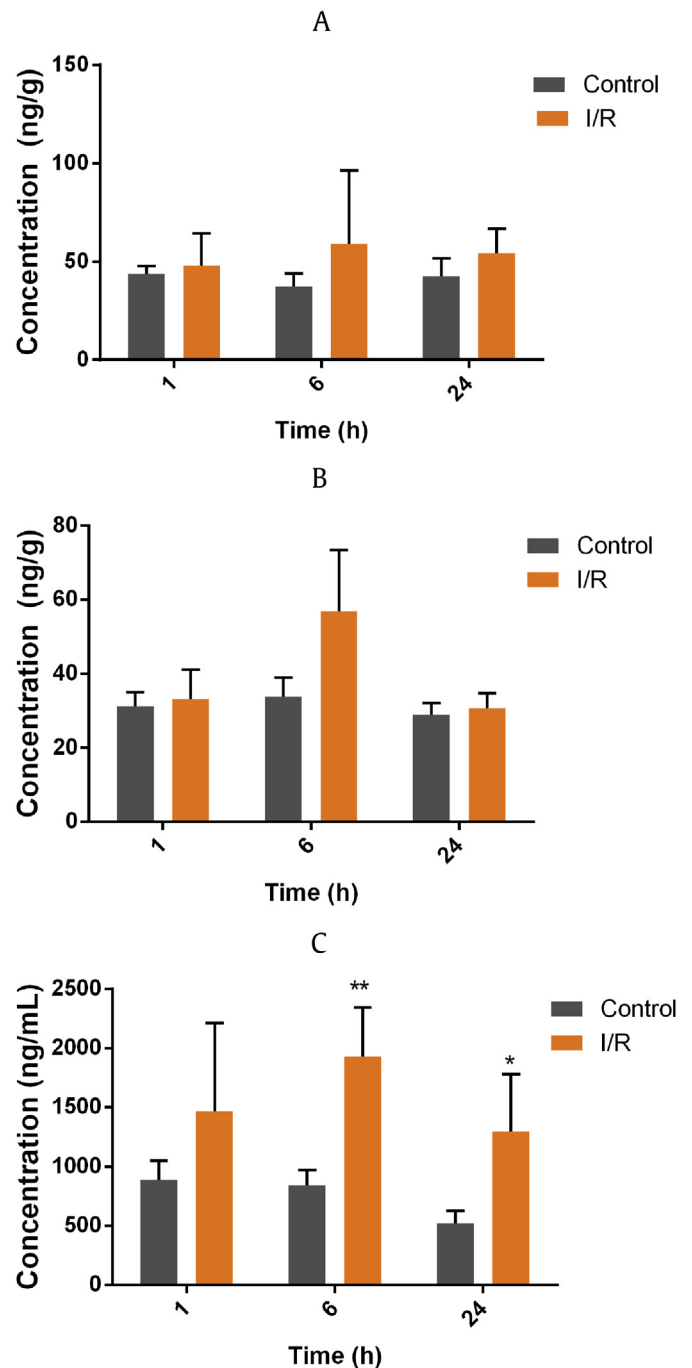 A
150
100
50
0
Concentration (ng/g)
Control
I/R
1
6
24
Time (h)
B
80
60
40
20
0
Concentration (ng/g)
Control
I/R
1
6
24
Time (h)
C
2500
2000
1500
1000
500
0
Concentration (ng/mL)
**
*
Control
I/R
1
6
24
Time (h)